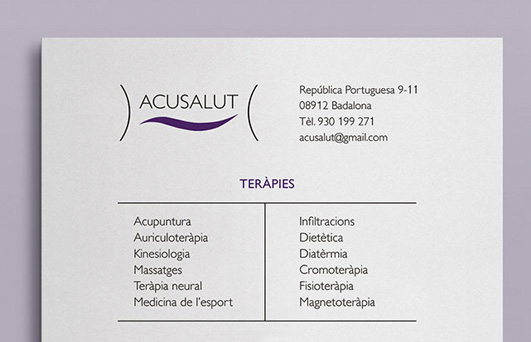 ACUSALUT
República Portuguesa 9-11
08912 Badalona
Tèl. 930 199 271
acusalut@gmail.com
TERÀPIES
Acupuntura
Auriculoteràpia
Kinesiologia
Massatges
Teràpia neural
Medicina de l'esport
Infiltracions
Dietètica
Diatèrmia
Cromoteràpia
Fisioteràpia
Magnetoteràpia